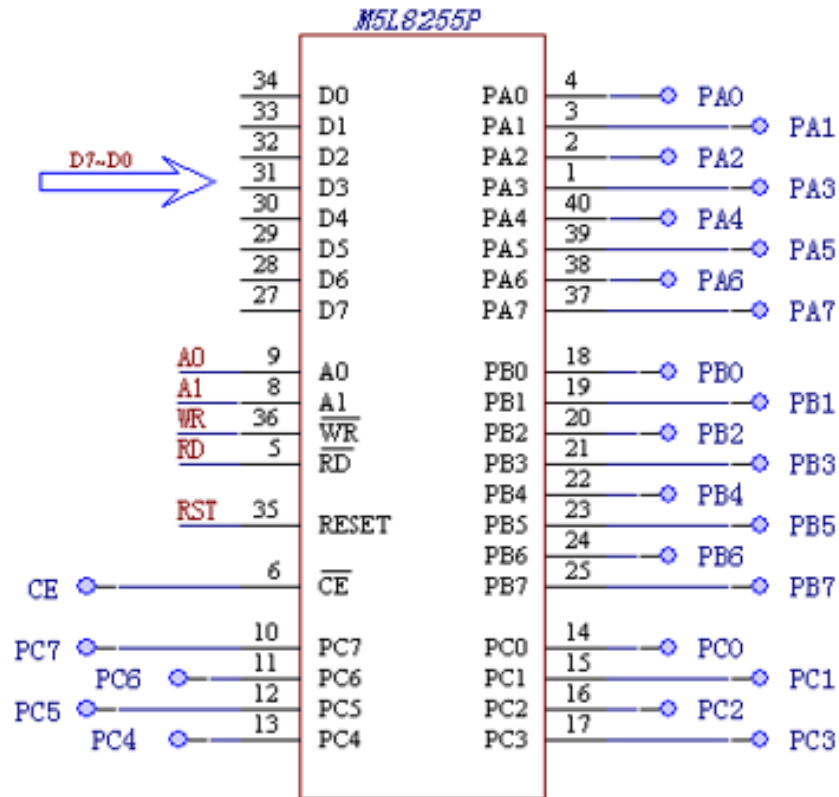 M5L8255P
34 D0 PA0 4 PA0
33 D1 PA1 3 PA1
32 D2 PA2 2 PA2
D7~D0
31 D3 PA3 1 PA3
30 D4 PA4 40 PA4
29 D5 PA5 39 PA5
28 D6 PA6 38 PA6
27 D7 PA7 37 PA7
A0 9 A0 PB0 18 PB0
A1 8 A1 PB1 19 PB1
WR 36 WR PB2 20 PB2
RD 5 RD PB3 21 PB3
PB4 22 PB4
RST 35 RESET PB5 23 PB5
PB6 24 PB6
CE 6 CE PB7 25 PB7
PC7 10 PC7 PC0 14 PC0
PC6 11 PC6 PC1 15 PC1
PC5 12 PC5 PC2 16 PC2
PC4 13 PC4 PC3 17 PC3